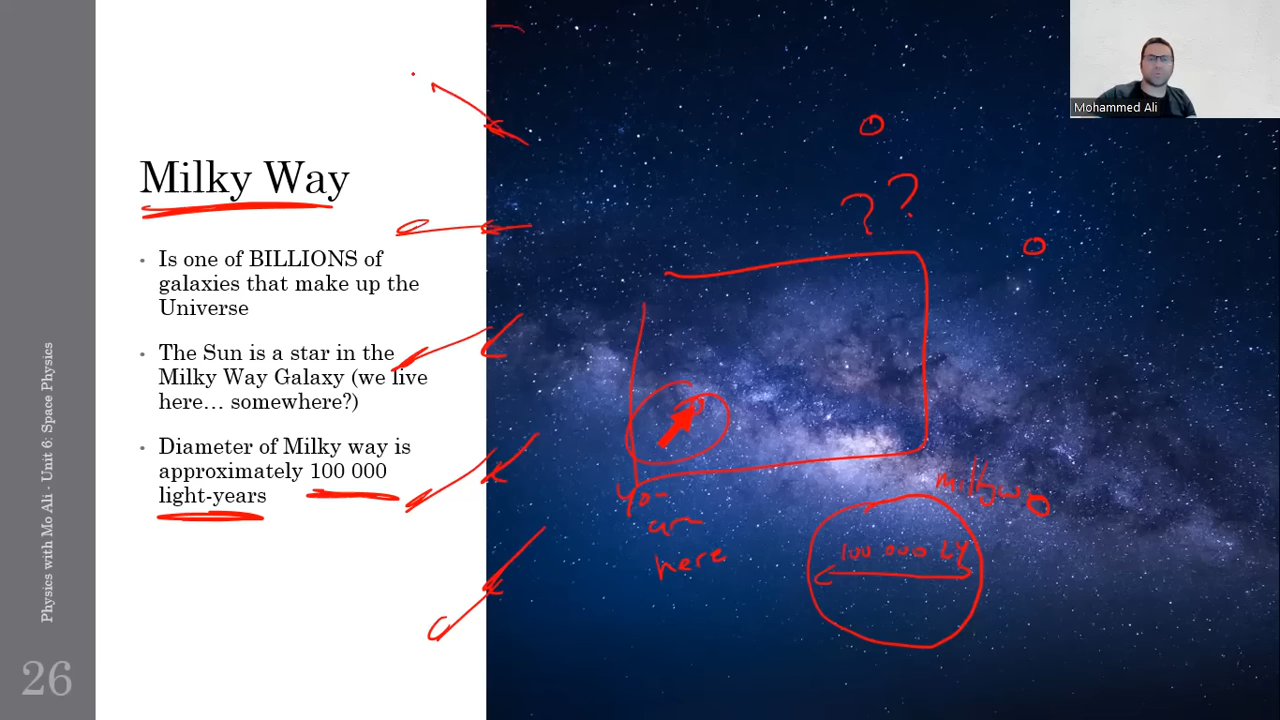 Mohammed Ali
Milky Way
• Is one of BILLIONS of
galaxies that make up the
Universe
• The Sun is a star in the
Milky Way Galaxy (we live
here… somewhere?)
• Diameter of Milky way is
approximately 100 000
light-years
Physics with Mo Ali - Unit 6: Space Physics
26
??
are
here
milkyway
100 000 LY